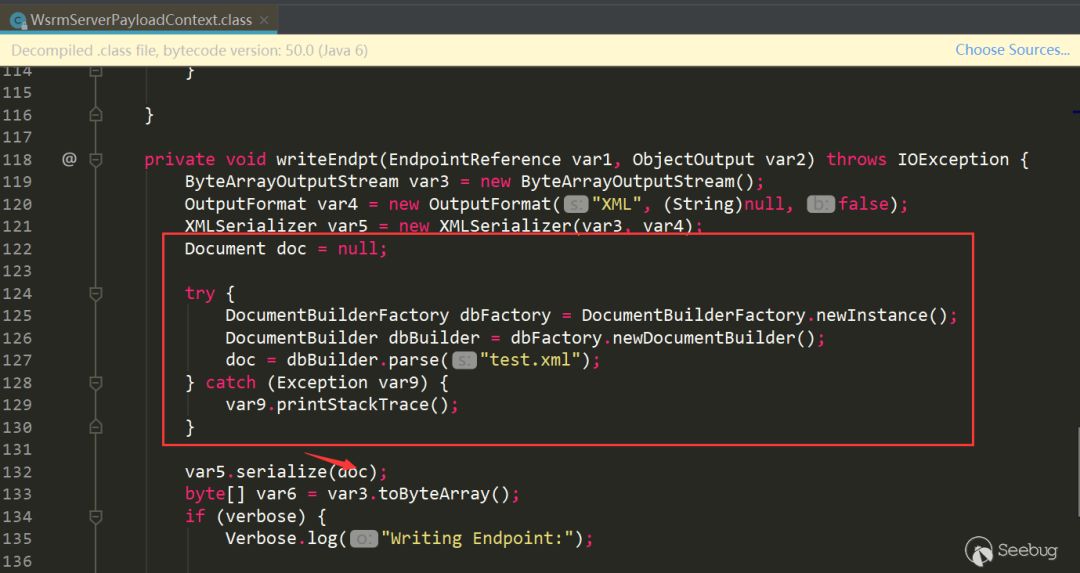 WsrmServerPayloadContext.class ×
Decompiled .class file, bytecode version: 50.0 (Java 6) Choose Sources...
114 }
115
116 }
117
118 @ private void writeEndpt(EndpointReference var1, ObjectOutput var2) throws IOException {
119 ByteArrayOutputStream var3 = new ByteArrayOutputStream();
120 OutputFormat var4 = new OutputFormat( s: "XML", (String)null, b: false);
121 XMLSerializer var5 = new XMLSerializer(var3, var4);
122 Document doc = null;
123
124 try {
125 DocumentBuilderFactory dbFactory = DocumentBuilderFactory.newInstance();
126 DocumentBuilder dbBuilder = dbFactory.newDocumentBuilder();
127 doc = dbBuilder.parse( s: "test.xml");
128 } catch (Exception var9) {
129 var9.printStackTrace();
130 }
131
132 var5.serialize(doc);
133 byte[] var6 = var3.toByteArray();
134 if (verbose) {
135 Verbose.log( o: "Writing Endpoint:");
136
Seebug